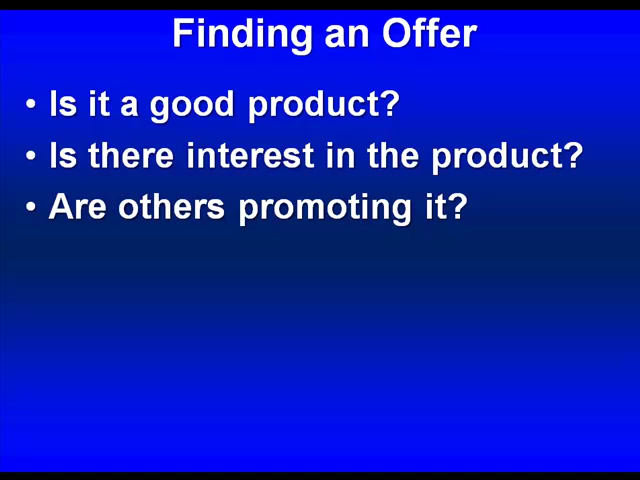 Finding an Offer
• Is it a good product?
• Is there interest in the product?
• Are others promoting it?